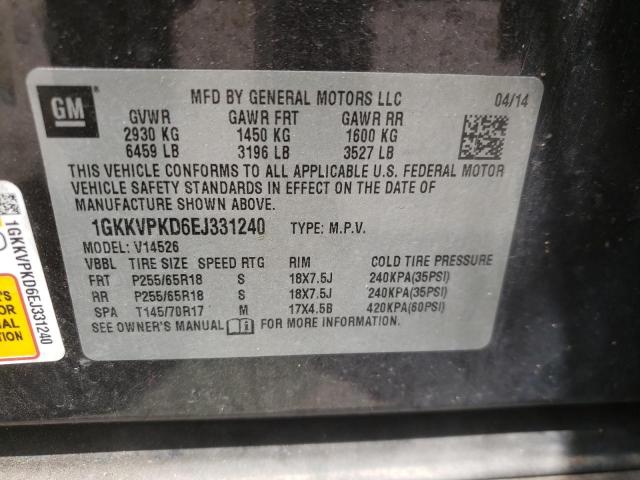 GM
MFD BY GENERAL MOTORS LLC 04/14
GVWR GAWR FRT GAWR RR
2930 KG 1450 KG 1600 KG
6459 LB 3196 LB 3527 LB
THIS VEHICLE CONFORMS TO ALL APPLICABLE U.S. FEDERAL MOTOR
VEHICLE SAFETY STANDARDS IN EFFECT ON THE DATE OF
MANUFACTURE SHOWN ABOVE.
1GKKVPKD6EJ331240 TYPE: M.P.V.
MODEL: V14526
VBBL TIRE SIZE SPEED RTG RIM COLD TIRE PRESSURE
FRT P255/65R18 S 18X7.5J 240KPA(35PSI)
RR P255/65R18 S 18X7.5J 240KPA(35PSI)
SPA T145/70R17 M 17X4.5B 420KPA(60PSI)
SEE OWNER'S MANUAL FOR MORE INFORMATION.
1GKKVPKD6EJ331240